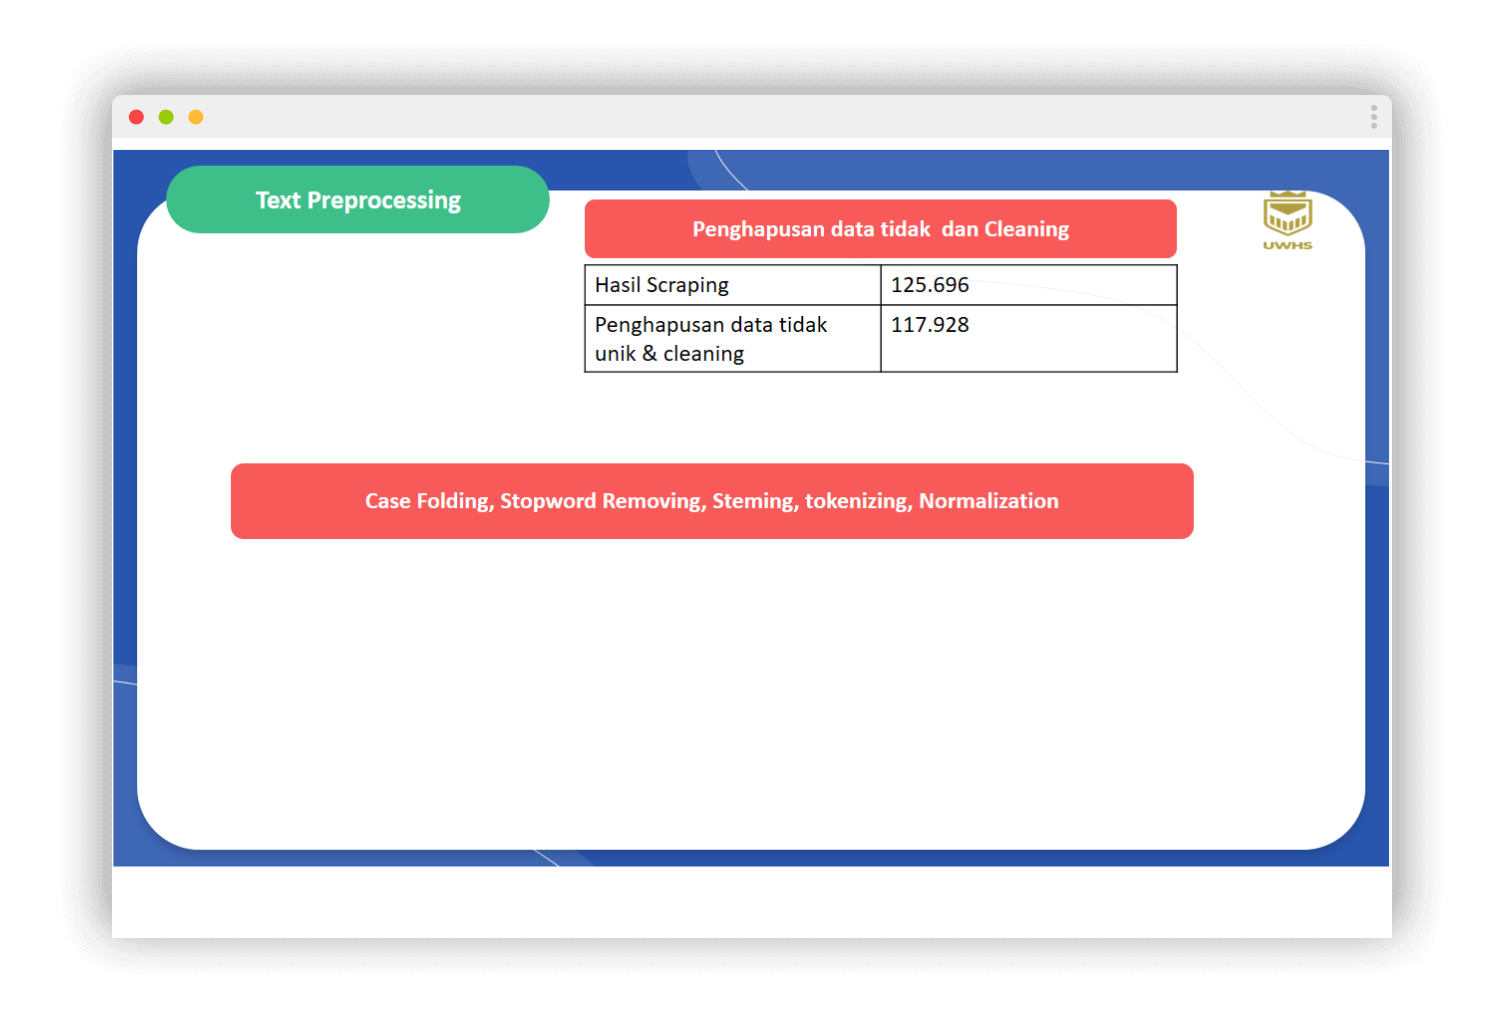 Text Preprocessing
Penghapusan data tidak  dan Cleaning
UWHS
Hasil Scraping 125.696
Penghapusan data tidak 117.928
unik & cleaning
Case Folding, Stopword Removing, Steming, tokenizing, Normalization